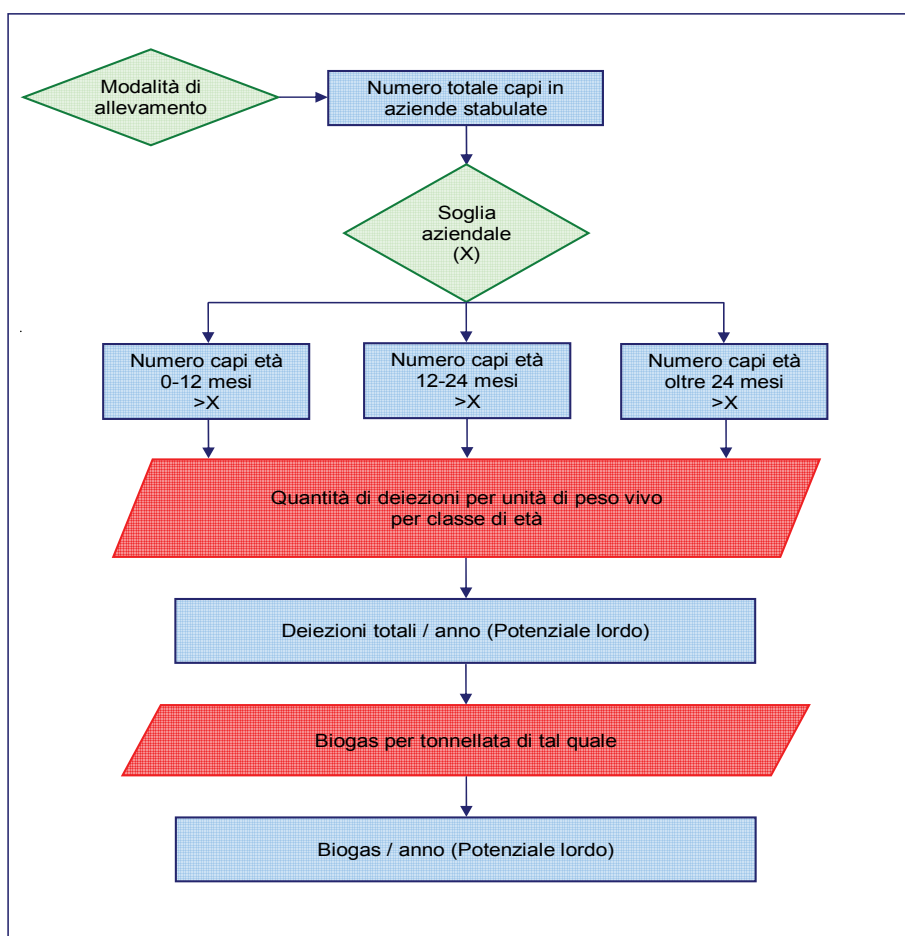 Modalità di
allevamento
Numero totale capi in
aziende stabulate
Soglia
aziendale
(X)
Numero capi età
0-12 mesi
>X
Numero capi età
12-24 mesi
>X
Numero capi età
oltre 24 mesi
>X
Quantità di deiezioni per unità di peso vivo
per classe di età
Deiezioni totali / anno (Potenziale lordo)
Biogas per tonnellata di tal quale
Biogas / anno (Potenziale lordo)